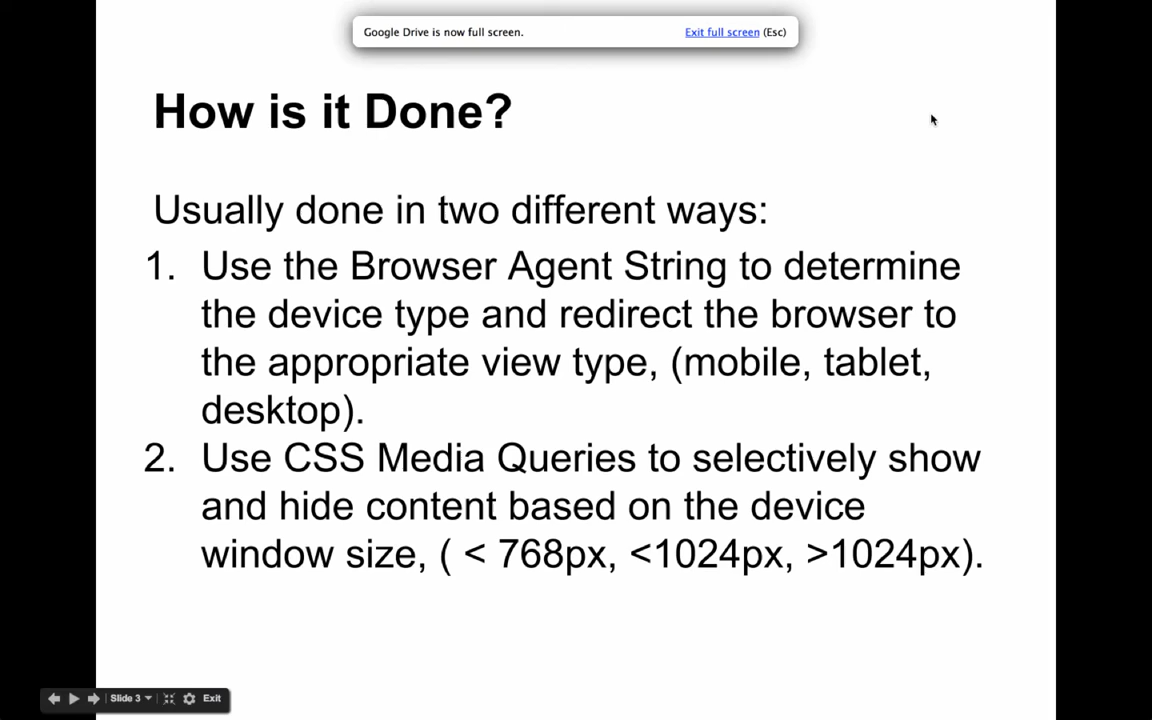 Google Drive is now full screen. Exit full screen (Esc)
How is it Done?
Usually done in two different ways:
1. Use the Browser Agent String to determine
the device type and redirect the browser to
the appropriate view type, (mobile, tablet,
desktop).
2. Use CSS Media Queries to selectively show
and hide content based on the device
window size, ( < 768px, <1024px, >1024px).
Slide 3 Exit